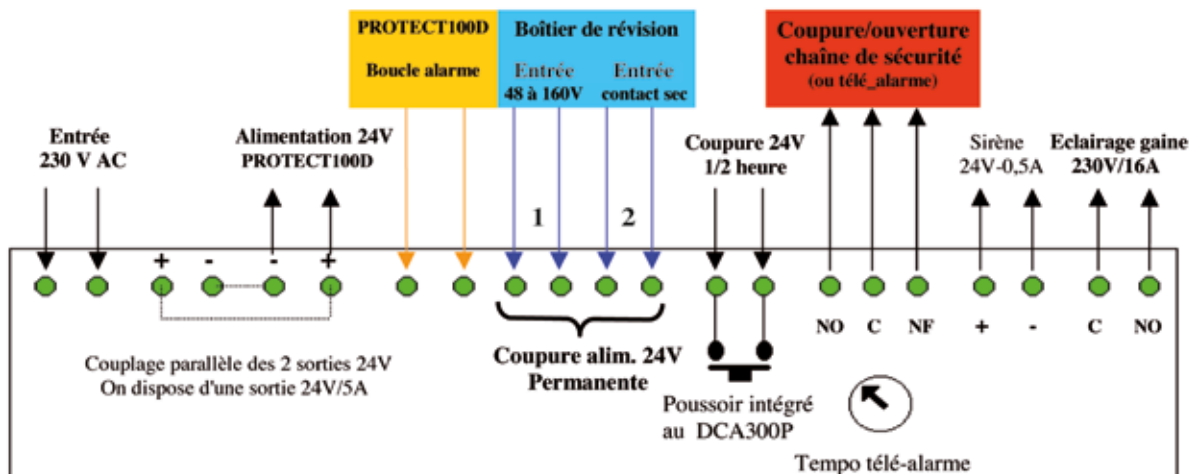 PROTECT100D
Boucle alarme
Boîtier de révision
Entrée
48 à 160V
Entrée
contact sec
Coupure/ouverture
chaîne de sécurité
(ou télé_alarme)
Entrée
230 V AC
Alimentation 24V
PROTECT100D
Coupure 24V
1/2 heure
Sirène
24V-0,5A
Eclairage gaine
230V/16A
1
2
+ - - +
NO C NF + - C NO
Couplage parallèle des 2 sorties 24V
On dispose d'une sortie 24V/5A
Coupure alim. 24V
Permanente
Poussoir intégré
au DCA300P
Tempo télé-alarme